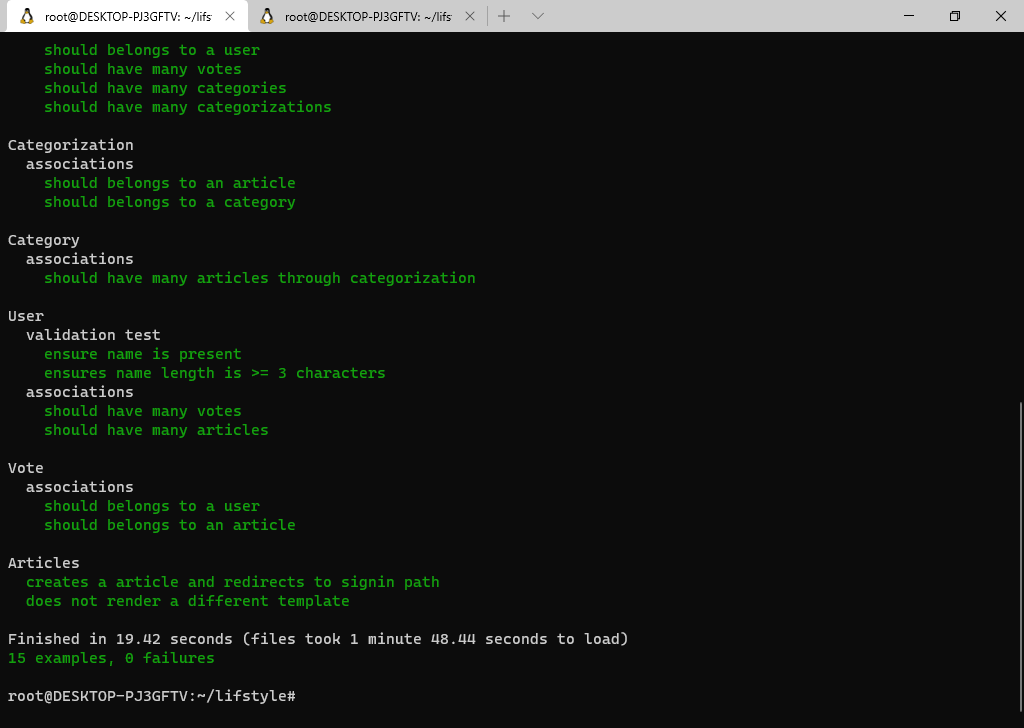 root@DESKTOP-PJ3GFTV: ~/lifst
root@DESKTOP-PJ3GFTV: ~/lifst
should belongs to a user
should have many votes
should have many categories
should have many categorizations
Categorization
associations
should belongs to an article
should belongs to a category
Category
associations
should have many articles through categorization
User
validation test
ensure name is present
ensures name length is >= 3 characters
associations
should have many votes
should have many articles
Vote
associations
should belongs to a user
should belongs to an article
Articles
creates a article and redirects to signin path
does not render a different template
Finished in 19.42 seconds (files took 1 minute 48.44 seconds to load)
15 examples, 0 failures
root@DESKTOP-PJ3GFTV:~/lifstyle#